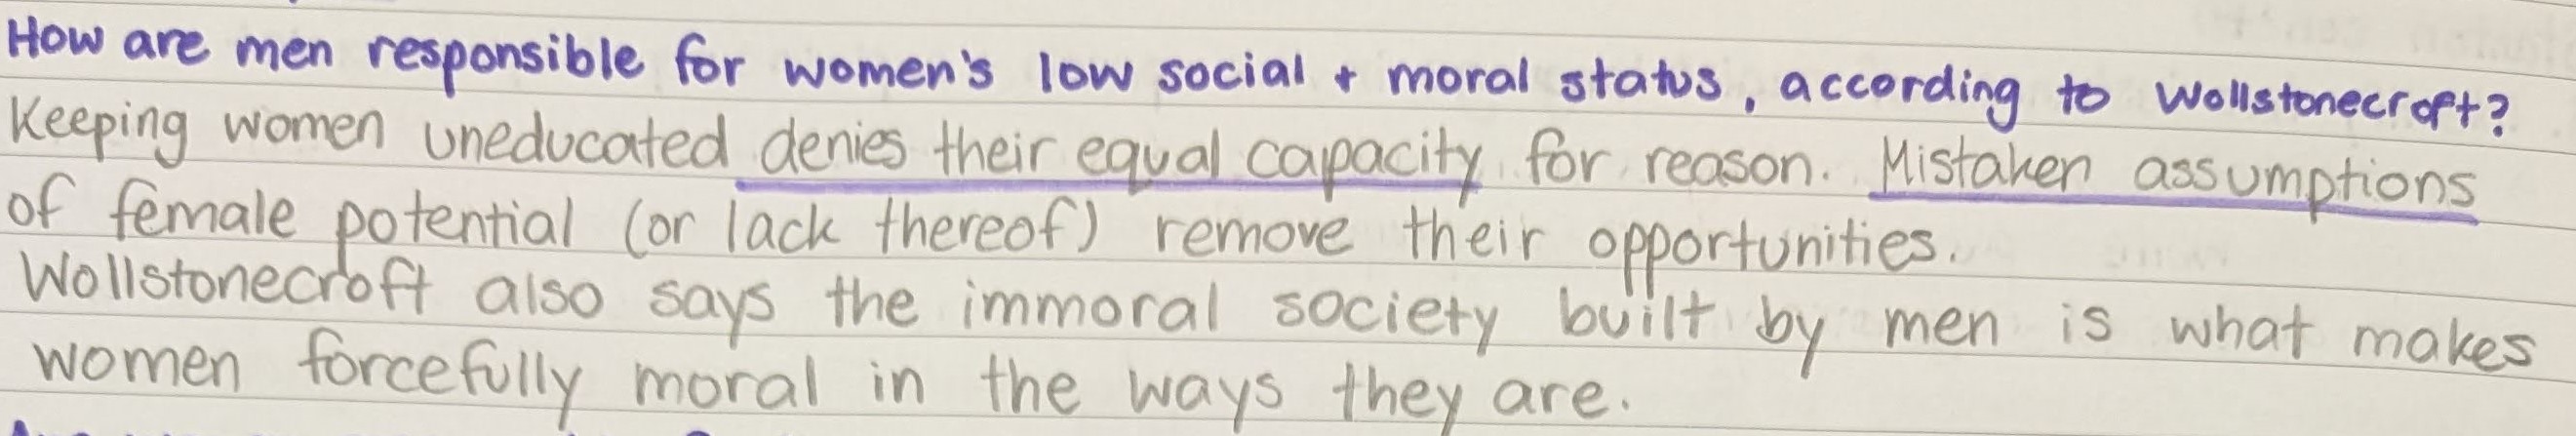 How are men responsible for women's low social + moral status, according to Wollstonecroft?
Keeping women uneducated denies their equal capacity for reason. Mistaken assumptions
of female potential (or lack thereof) remove their opportunities.
Wollstonecroft also says the immoral society built by men is what makes
women forcefully moral in the ways they are.